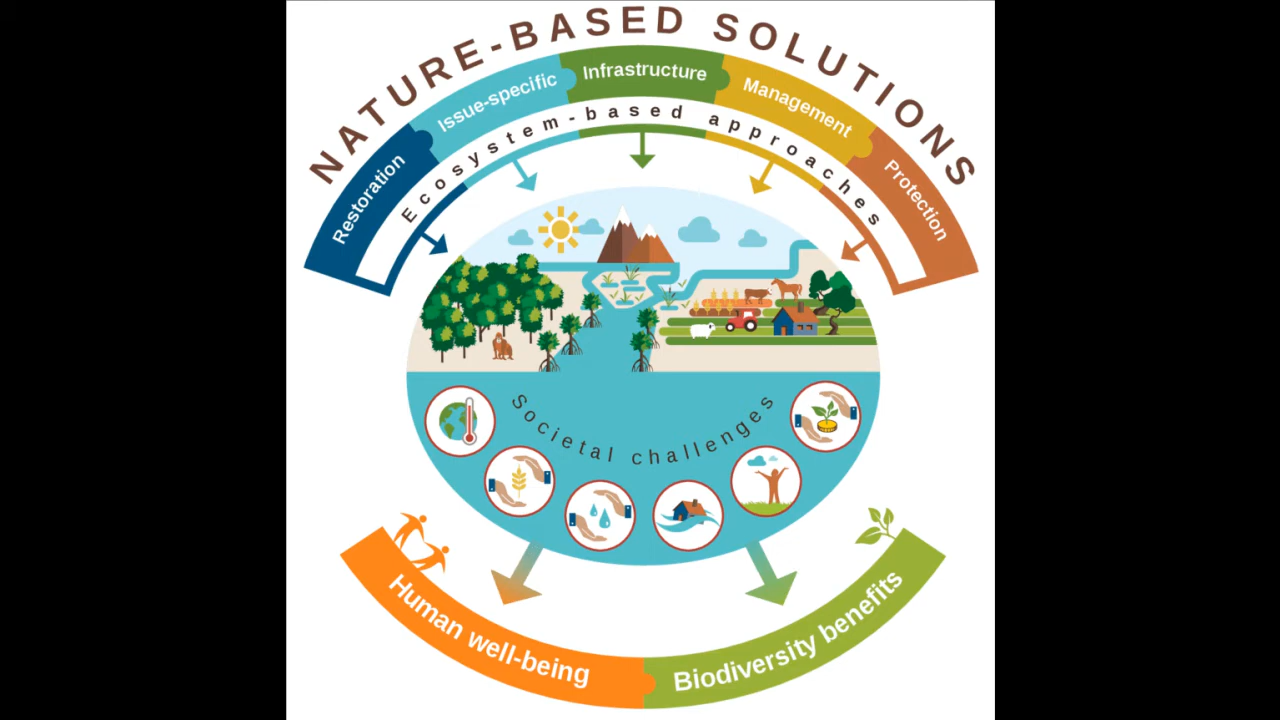 NATURE-BASED SOLUTIONS
Restoration
Issue-specific
Infrastructure
Management
Protection
Ecosystem-based approaches
Societal challenges
Human well-being
Biodiversity benefits